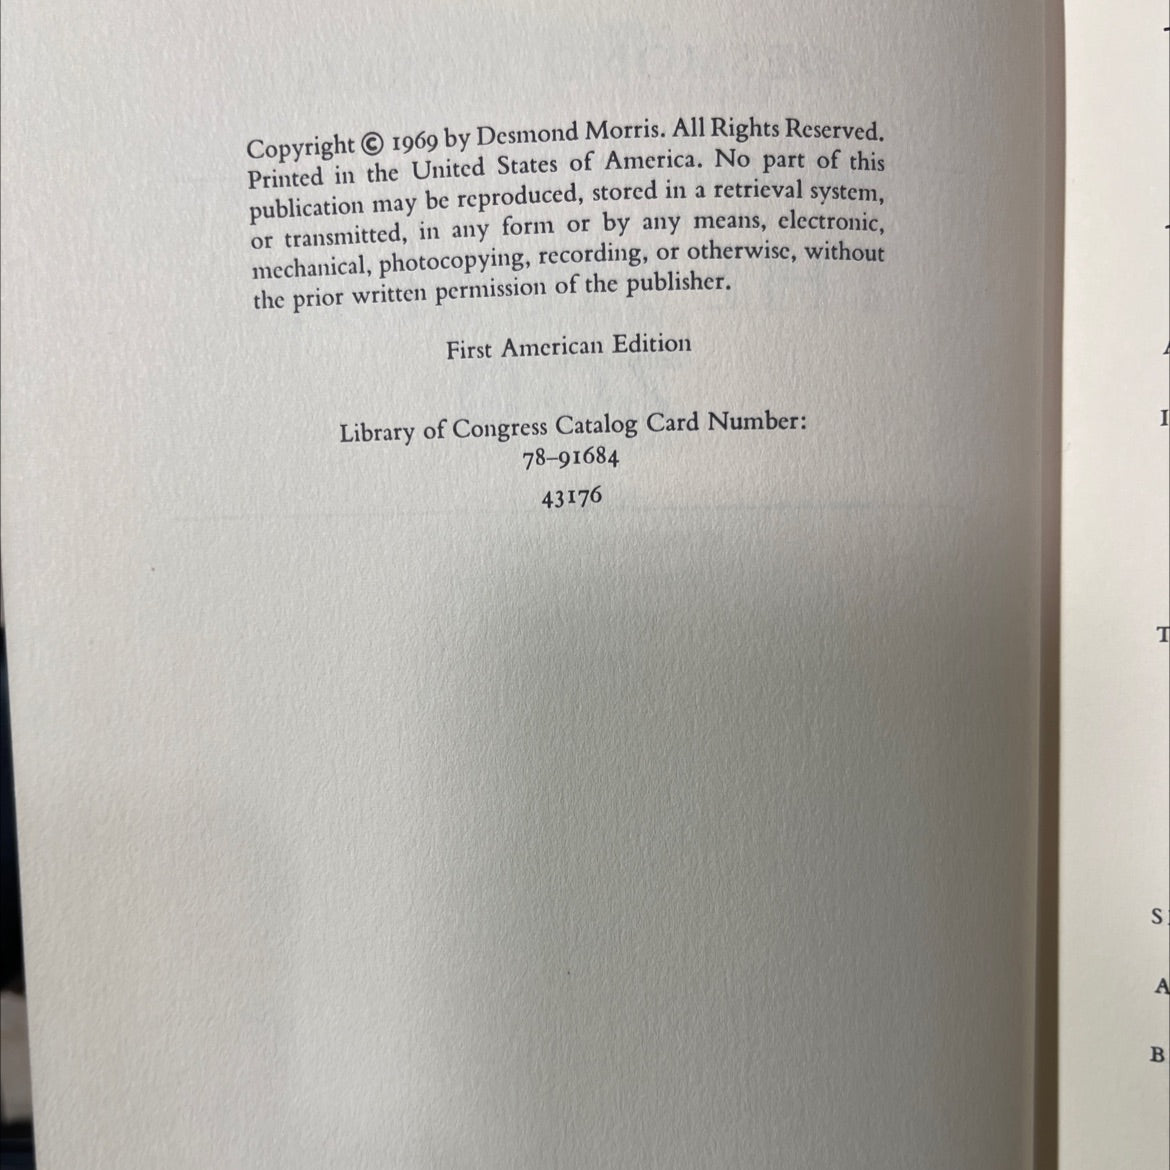 Copyright © 1969 by Desmond Morris. All Rights Reserved.
Printed in the United States of America. No part of this
publication may be reproduced, stored in a retrieval system,
or transmitted, in any form or by any means, electronic,
mechanical, photocopying, recording, or otherwise, without
the prior written permission of the publisher.
First American Edition
Library of Congress Catalog Card Number:
78–91684
43176
I
T
S
A
B